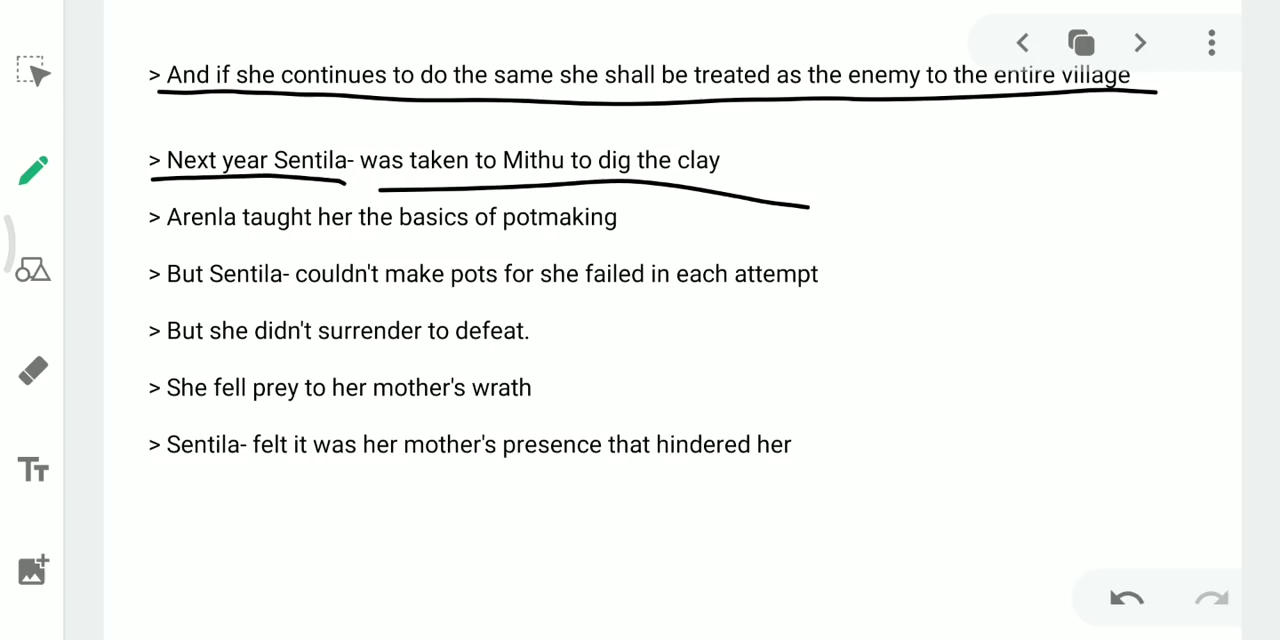 > And if she continues to do the same she shall be treated as the enemy to the entire village
> Next year Sentila- was taken to Mithu to dig the clay
> Arenla taught her the basics of potmaking
> But Sentila- couldn't make pots for she failed in each attempt
> But she didn't surrender to defeat.
> She fell prey to her mother's wrath
> Sentila- felt it was her mother's presence that hindered her
TT